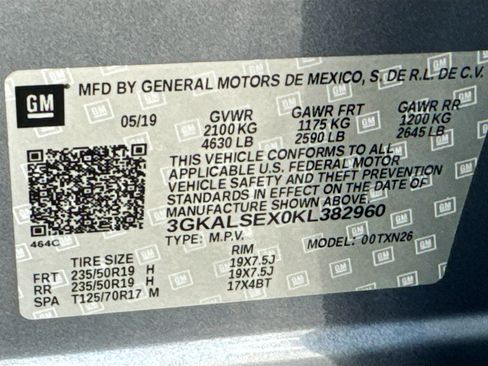 GM
MFD BY GENERAL MOTORS DE MEXICO, S. DE R.L. DE C.V.
05/19 GVWR GAWR FRT GAWR RR
2100 KG 1175 KG 1200 KG
4630 LB 2590 LB 2645 LB
THIS VEHICLE CONFORMS TO ALL
APPLICABLE U.S. FEDERAL MOTOR
VEHICLE SAFETY AND THEFT PREVENTION
STANDARDS IN EFFECT ON THE DATE OF
MANUFACTURE SHOWN ABOVE.
3GKALSEX0KL382960
464C TYPE: M.P.V. MODEL: 00TXN26
TIRE SIZE RIM
FRT 235/50R19 H 19X7.5J
RR 235/50R19 H 19X7.5J
SPA T125/70R17 M 17X4BT